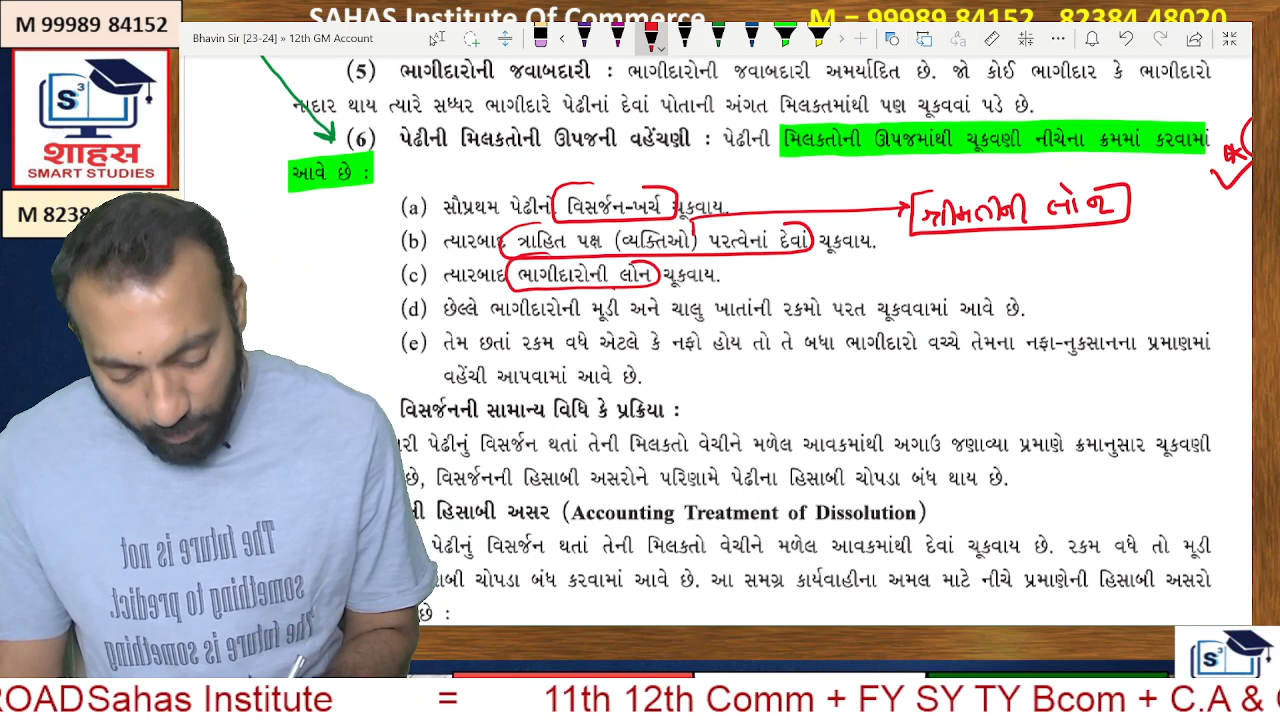 SAHAS Institute Of Commerce
M = 99989 84152, 82384 48020
M 99989 84152
Bhavin Sir [23-24] » 12th GM Account
S³
शाहस
SMART STUDIES
M 8238
(5) ભાગીદારોની જવાબદારી : ભાગીદારોની જવાબદારી અમર્યાદિત છે. જો કોઈ ભાગીદાર કે ભાગીદારો
નાદાર થાય ત્યારે સધ્ધર ભાગીદારે પેઢીનાં દેવાં પોતાની અંગત મિલકતમાંથી પણ ચૂકવવાં પડે છે.
(6) પેઢીની મિલકતોની ઊપજની વહેંચણી : પેઢીની મિલકતોની ઊપજમાંથી ચૂકવણી નીચેના ક્રમમાં કરવામાં
આવે છે :
(a) સૌપ્રથમ પેઢીનો વિસર્જન-ખર્ચ ચૂકવાય.
શ્રીમતીની લોન
(b) ત્યારબાદ ત્રાહિત પક્ષ (વ્યક્તિઓ) પરત્વેનાં દેવાં ચૂકવાય.
(c) ત્યારબાદ ભાગીદારોની લોન ચૂકવાય.
(d) છેલ્લે ભાગીદારોની મૂડી અને ચાલુ ખાતાંની રકમો પરત ચૂકવવામાં આવે છે.
(e) તેમ છતાં રકમ વધે એટલે કે નફો હોય તો તે બધા ભાગીદારો વચ્ચે તેમના નફા-નુકસાનના પ્રમાણમાં
વહેંચી આપવામાં આવે છે.
વિસર્જનની સામાન્ય વિધિ કે પ્રક્રિયા :
રી પેઢીનું વિસર્જન થતાં તેની મિલકતો વેચીને મળેલ આવકમાંથી અગાઉ જણાવ્યા પ્રમાણે ક્રમાનુસાર ચૂકવણી
છે, વિસર્જનની હિસાબી અસરોને પરિણામે પેઢીના હિસાબી ચોપડા બંધ થાય છે.
ની હિસાબી અસર (Accounting Treatment of Dissolution)
પેઢીનું વિસર્જન થતાં તેની મિલકતો વેચીને મળેલ આવકમાંથી દેવાં ચૂકવાય છે. રકમ વધે તો મૂડી
બી ચોપડા બંધ કરવામાં આવે છે. આ સમગ્ર કાર્યવાહીના અમલ માટે નીચે પ્રમાણેની હિસાબી અસરો
છે :
The future is not
something to predict
The future is something
S³
ROADSahas Institute = 11th 12th Comm + FY SY TY Bcom + C.A &